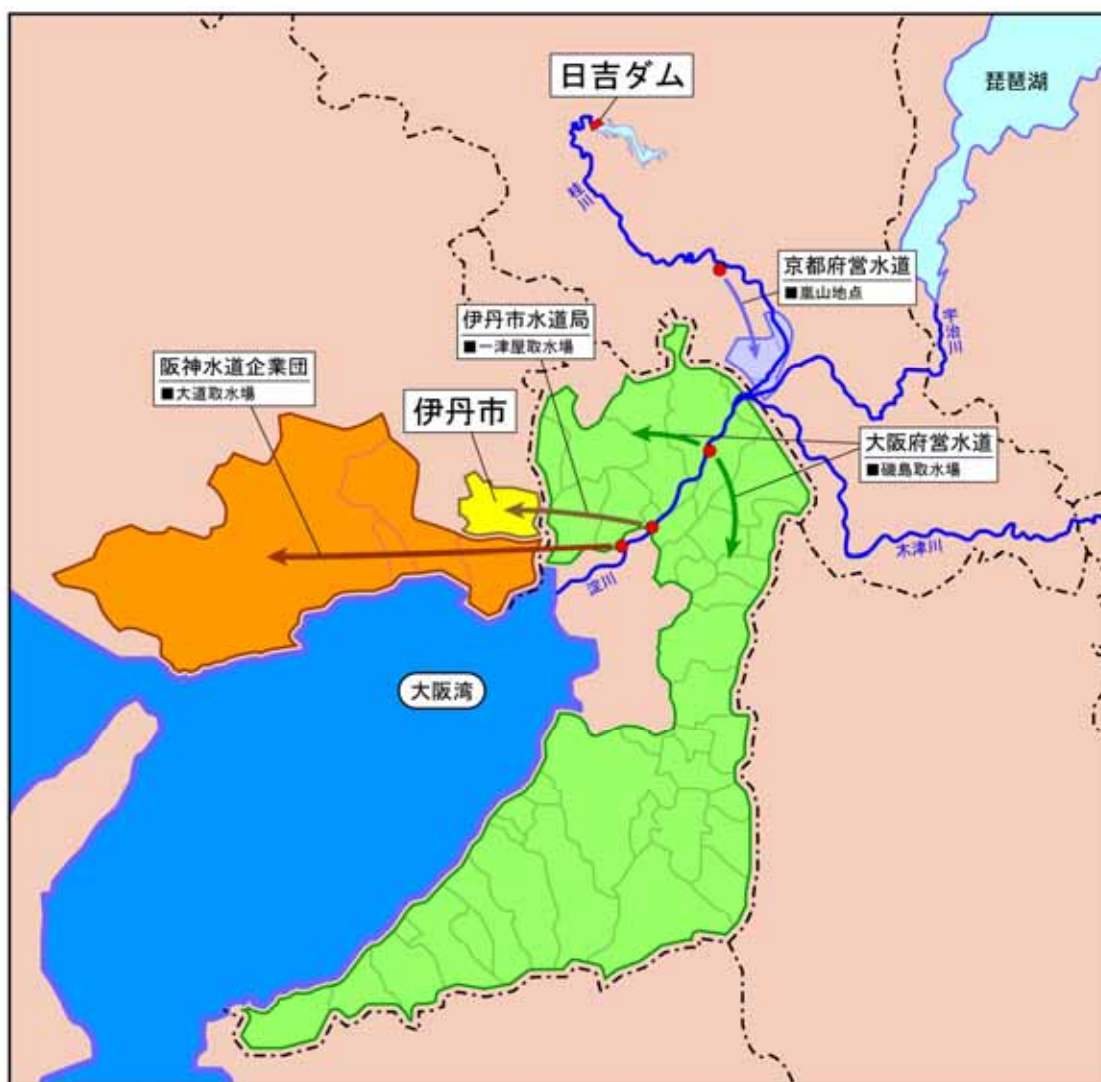 日吉ダム
琵琶湖
桂川
京都府営水道
■嵐山地点
宇治川
伊丹市水道局
■一津屋取水場
阪神水道企業団
■大道取水場
伊丹市
大阪府営水道
■磯島取水場
木津川
淀川
大阪湾